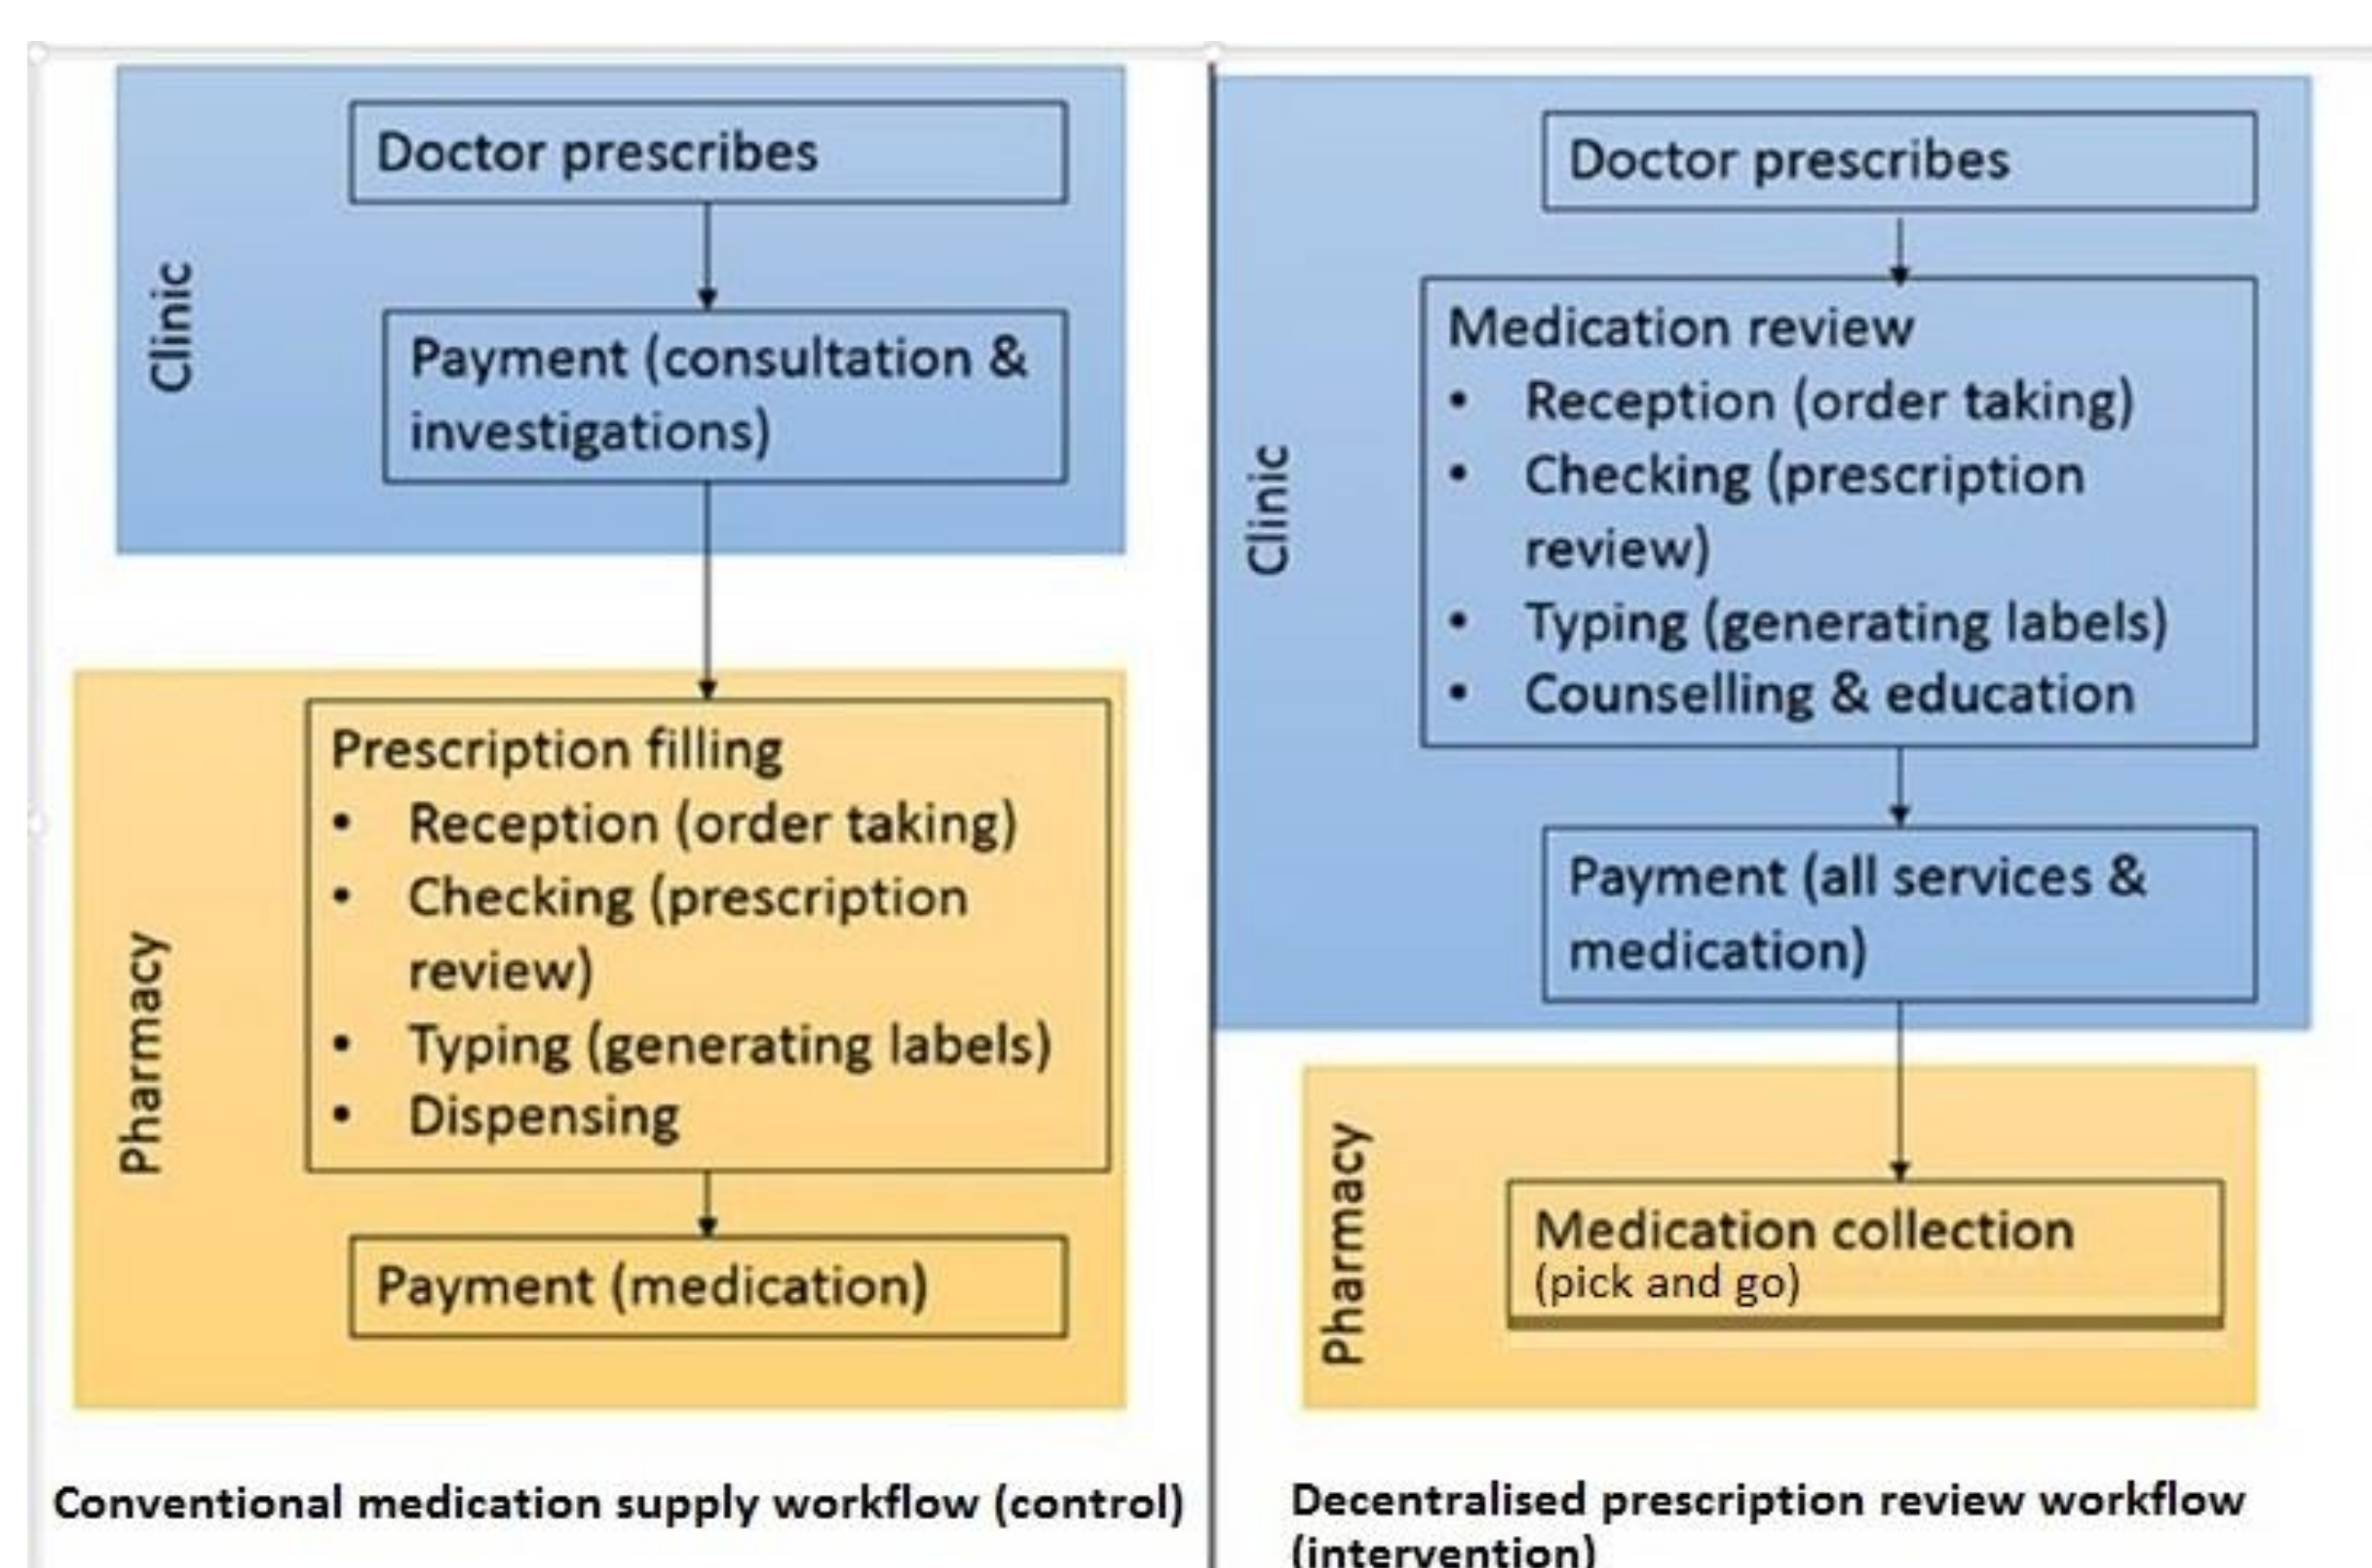 Clinic
Doctor prescribes
Payment (consultation &
investigations)
Pharmacy
Prescription filling
• Reception (order taking)
• Checking (prescription
review)
• Typing (generating labels)
• Dispensing
Payment (medication)
Conventional medication supply workflow (control)
Clinic
Doctor prescribes
Medication review
• Reception (order taking)
• Checking (prescription
review)
• Typing (generating labels)
• Counselling & education
Payment (all services &
medication)
Pharmacy
Medication collection
(pick and go)
Decentralised prescription review workflow
(intervention)